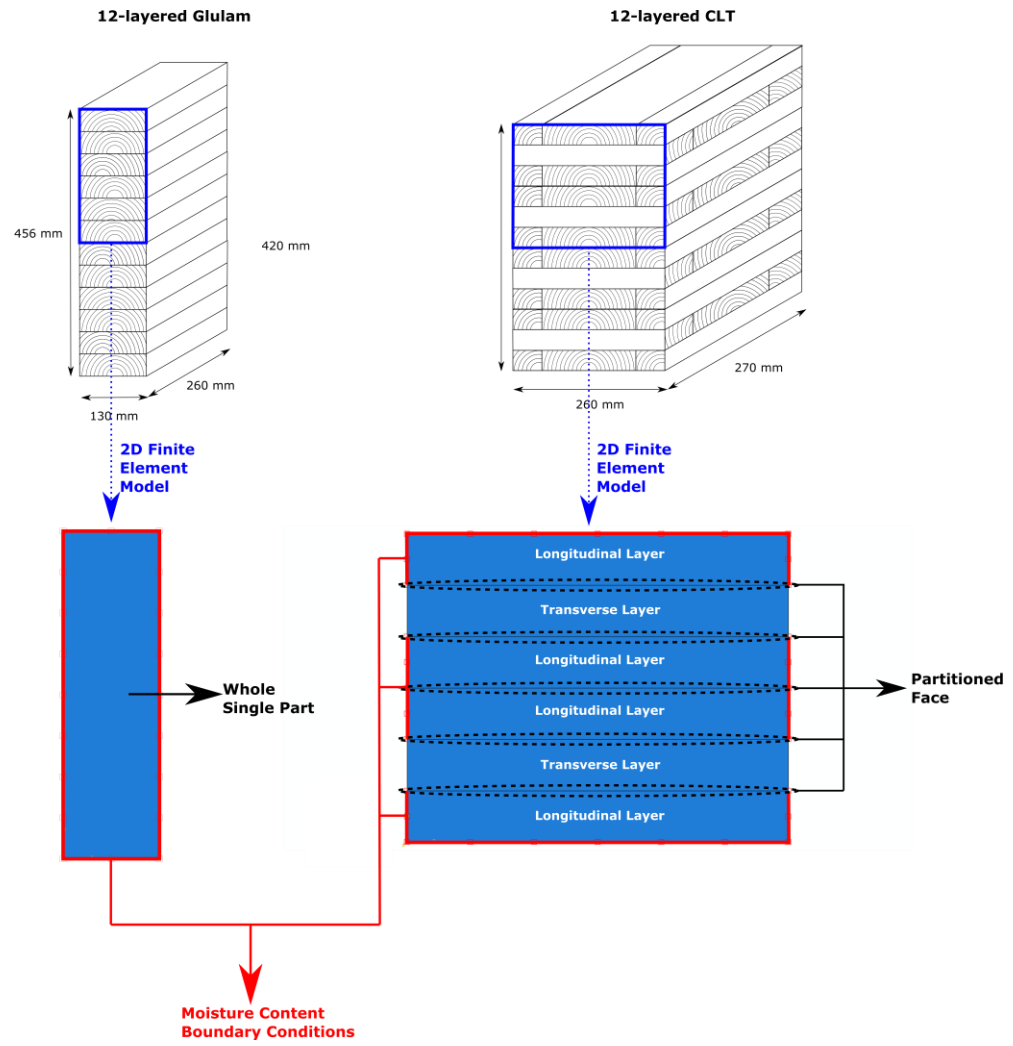 12-layered Glulam
12-layered CLT
456 mm
420 mm
260 mm
130 mm
270 mm
260 mm
2D Finite
Element
Model
2D Finite
Element
Model
Longitudinal Layer
Transverse Layer
Longitudinal Layer
Longitudinal Layer
Transverse Layer
Longitudinal Layer
Whole
Single Part
Partitioned
Face
Moisture Content
Boundary Conditions